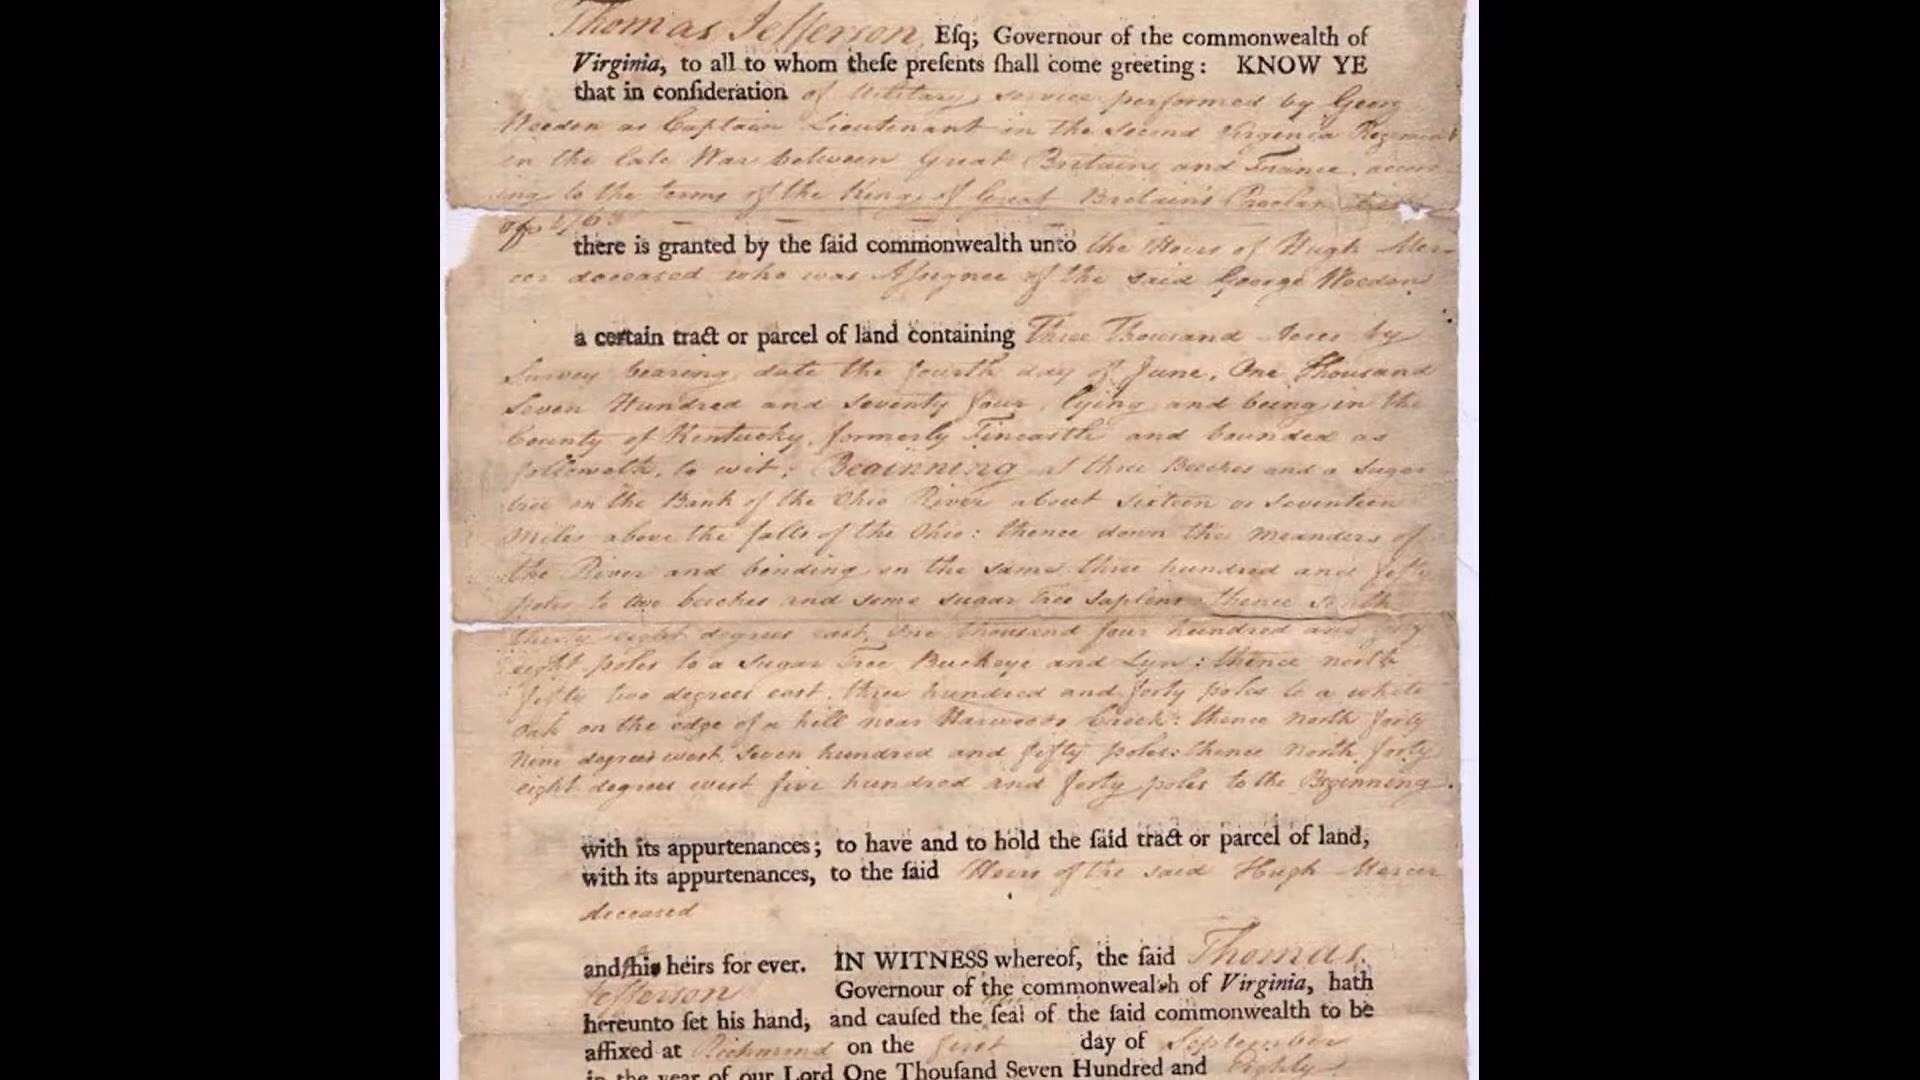 Thomas Jefferson, Eſq; Governour of the commonwealth of
Virginia, to all to whom theſe preſents ſhall come greeting: KNOW YE
that in conſideration of Military service performed by Georg
Weedon as Captain Lieutenant in the second Virginia Regiment
in the late War between Great Britain and France, accor
ing to the terms of the King of Great Britain's Proclam
of 1763
there is granted by the ſaid commonwealth unto the Heirs of Hugh Mer-
cer deceased who was Aſsignee of the said George Weedon
a certain tract or parcel of land containing Three Thousand Acres by
Survey bearing date the fourth day of June, One Thousand
Seven Hundred and seventy four, lying and being in the
County of Kentucky, formerly Fincastle and bounded as
followeth, to wit; Beginning at three Beeches and a Sugar
tree on the Bank of the Ohio River about sixteen or seventeen
miles above the falls of the Ohio: thence down the meanders of
the River and binding on the same three hundred and fifty
poles to two beeches and some sugar Tree Saplins thence South
thirty eight degrees east, One thousand four hundred and
eight poles to a Sugar Tree Buckeye and Lyn: thence north
fifty two degrees east, three hundred and forty poles to a white
oak on the edge of a hill near Harwoods Creek: thence North forty
nine degrees west, Seven hundred and fifty poles: thence North forty
eight degrees west five hundred and forty poles to the Beginning.
with its appurtenances; to have and to hold the ſaid tract or parcel of land,
with its appurtenances, to the ſaid Heirs of the said Hugh Mercer
deceased
and his heirs for ever. IN WITNESS whereof, the ſaid Thomas
Jefferson Governour of the commonwealth of Virginia, hath
hereunto ſet his hand, and cauſed the ſeal of the ſaid commonwealth to be
affixed at Richmond on the first day of September
in the year of our Lord One Thouſand Seven Hundred and Eighty